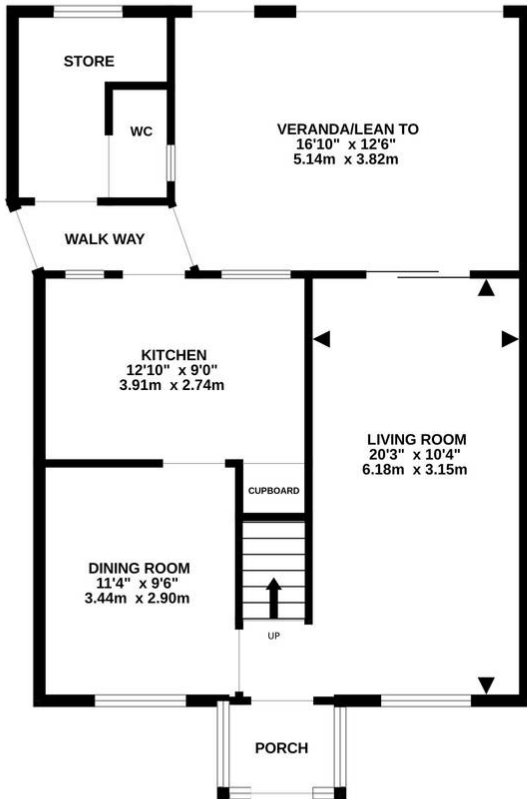 STORE
WC
VERANDA/LEAN TO
16'10" x 12'6"
5.14m x 3.82m
WALK WAY
KITCHEN
12'10" x 9'0"
3.91m x 2.74m
LIVING ROOM
20'3" x 10'4"
6.18m x 3.15m
CUPBOARD
DINING ROOM
11'4" x 9'6"
3.44m x 2.90m
UP
PORCH